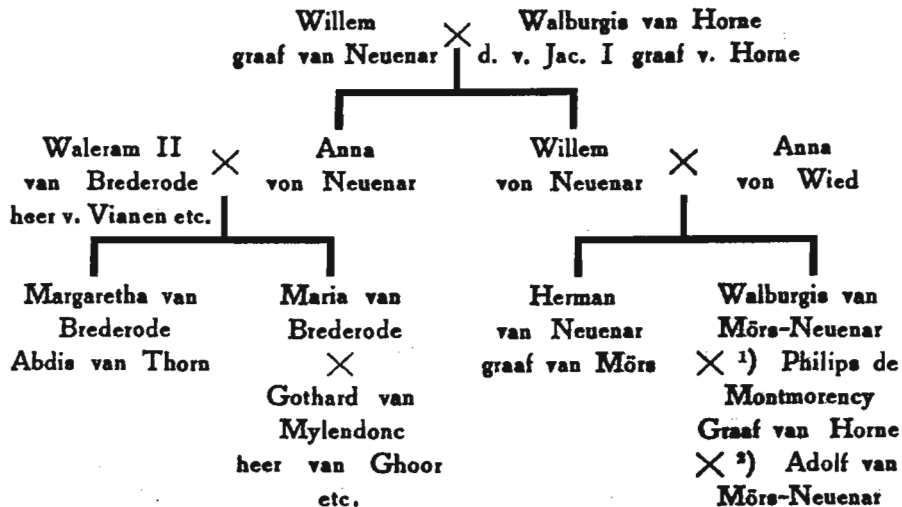 Willem
graaf van Neuenar
Walburgis van Horne
d. v. Jac. I graaf v. Horne
Waleram II
van Brederode
heer v. Vianen etc.
Anna
von Neuenar
Willem
von Neuenar
Anna
von Wied
Margaretha van
Brederode
Abdis van Thorn
Maria van
Brederode
×
Gothard van
Mylendonc
heer van Ghoor
etc.
Herman
van Neuenar
graaf van Mörs
Walburgis van
Mörs-Neuenar
× ¹) Philips de
Montmorency
Graaf van Horne
× ²) Adolf van
Mörs-Neuenar